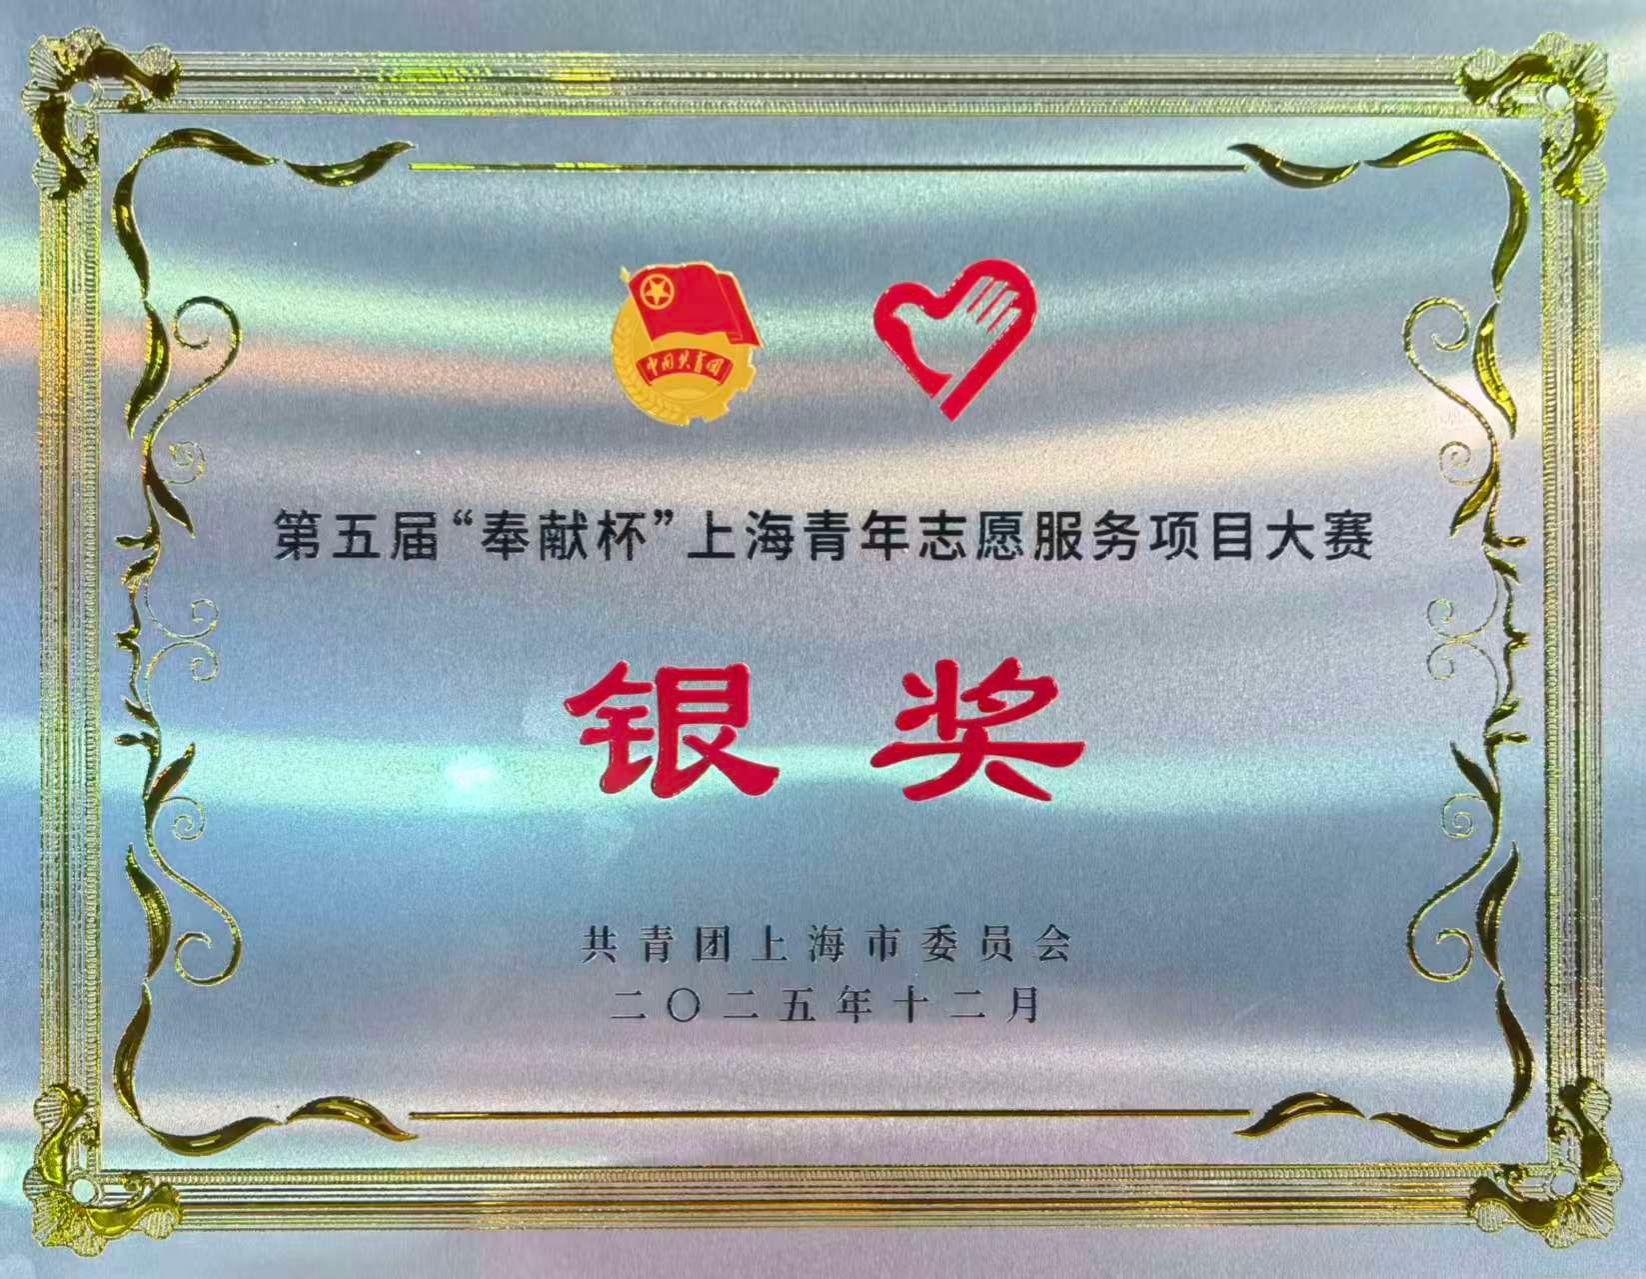 中国共青团
第五届“奉献杯”上海青年志愿服务项目大赛
银奖
共青团上海市委员会
二〇二五年十二月